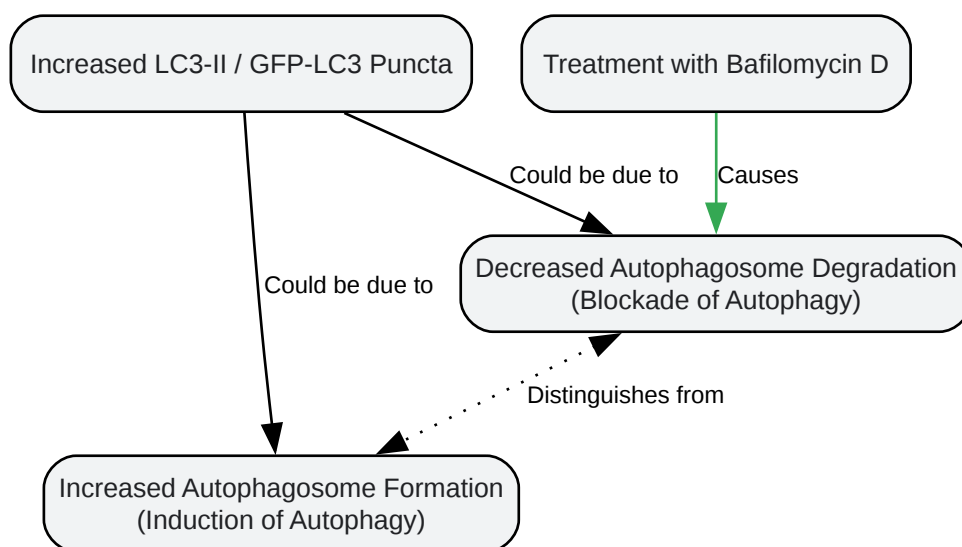 Increased LC3-II / GFP-LC3 Puncta
Treatment with Bafilomycin D
Could be due to
Causes
Decreased Autophagosome Degradation
(Blockade of Autophagy)
Could be due to
Distinguishes from
Increased Autophagosome Formation
(Induction of Autophagy)